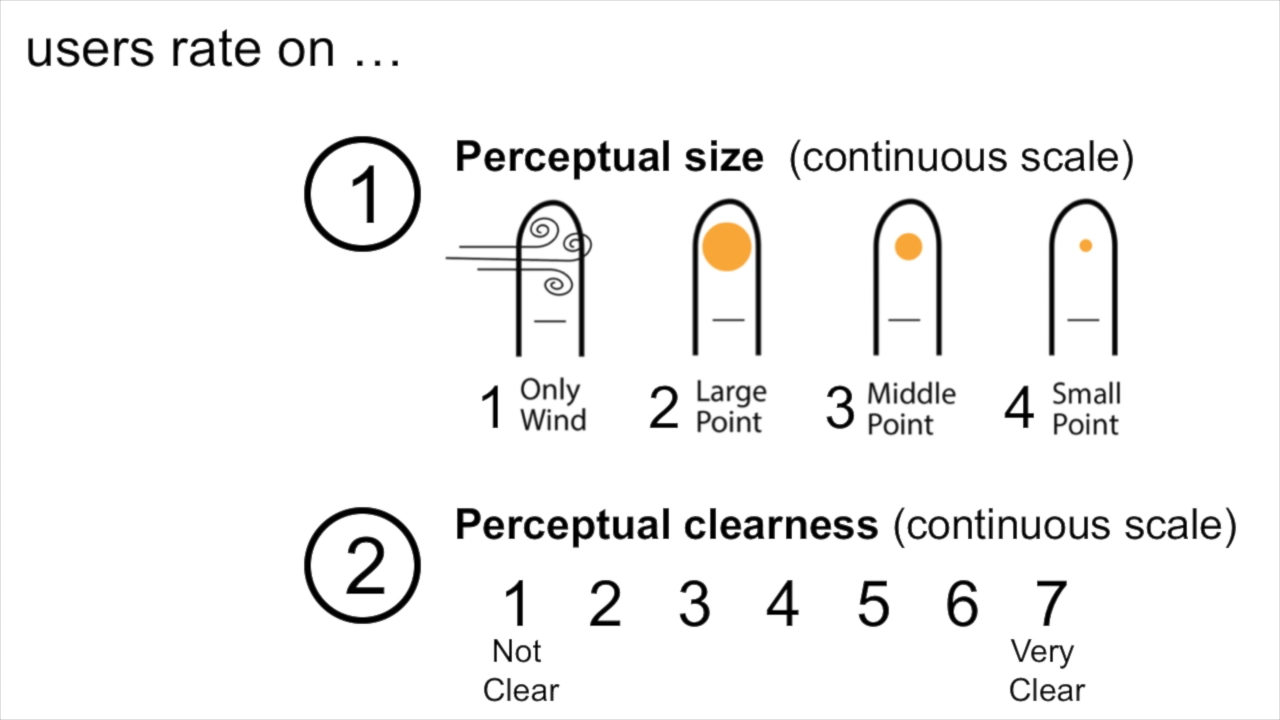 users rate on …
1 Perceptual size (continuous scale)
1 Only Wind 2 Large Point 3 Middle Point 4 Small Point
2 Perceptual clearness (continuous scale)
1 2 3 4 5 6 7
Not Clear Very Clear